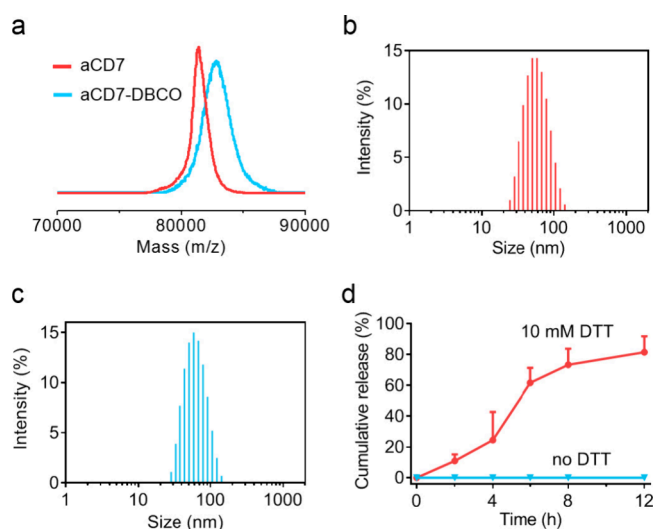 a
aCD7
aCD7-DBCO
70000 80000 90000
Mass (m/z)
b
Intensity (%)
15
10
5
0
1 10 100 1000
Size (nm)
c
Intensity (%)
15
10
5
0
1 10 100 1000
Size (nm)
d
Cumulative release (%)
100
80
60
40
20
0
10 mM DTT
no DTT
0 4 8 12
Time (h)